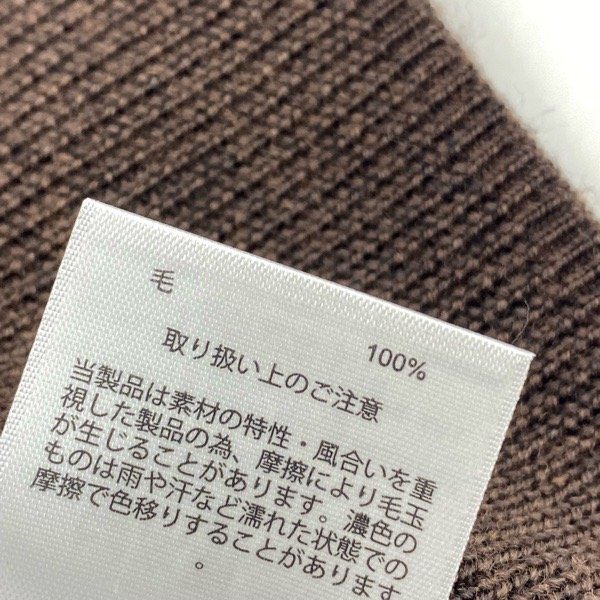 毛 100%
取り扱い上のご注意
当製品は素材の特性・風合いを重
視した製品の為、摩擦により毛玉
が生じることがあります。濃色の
ものは雨や汗など濡れた状態での
摩擦で色移りすることがあります
。